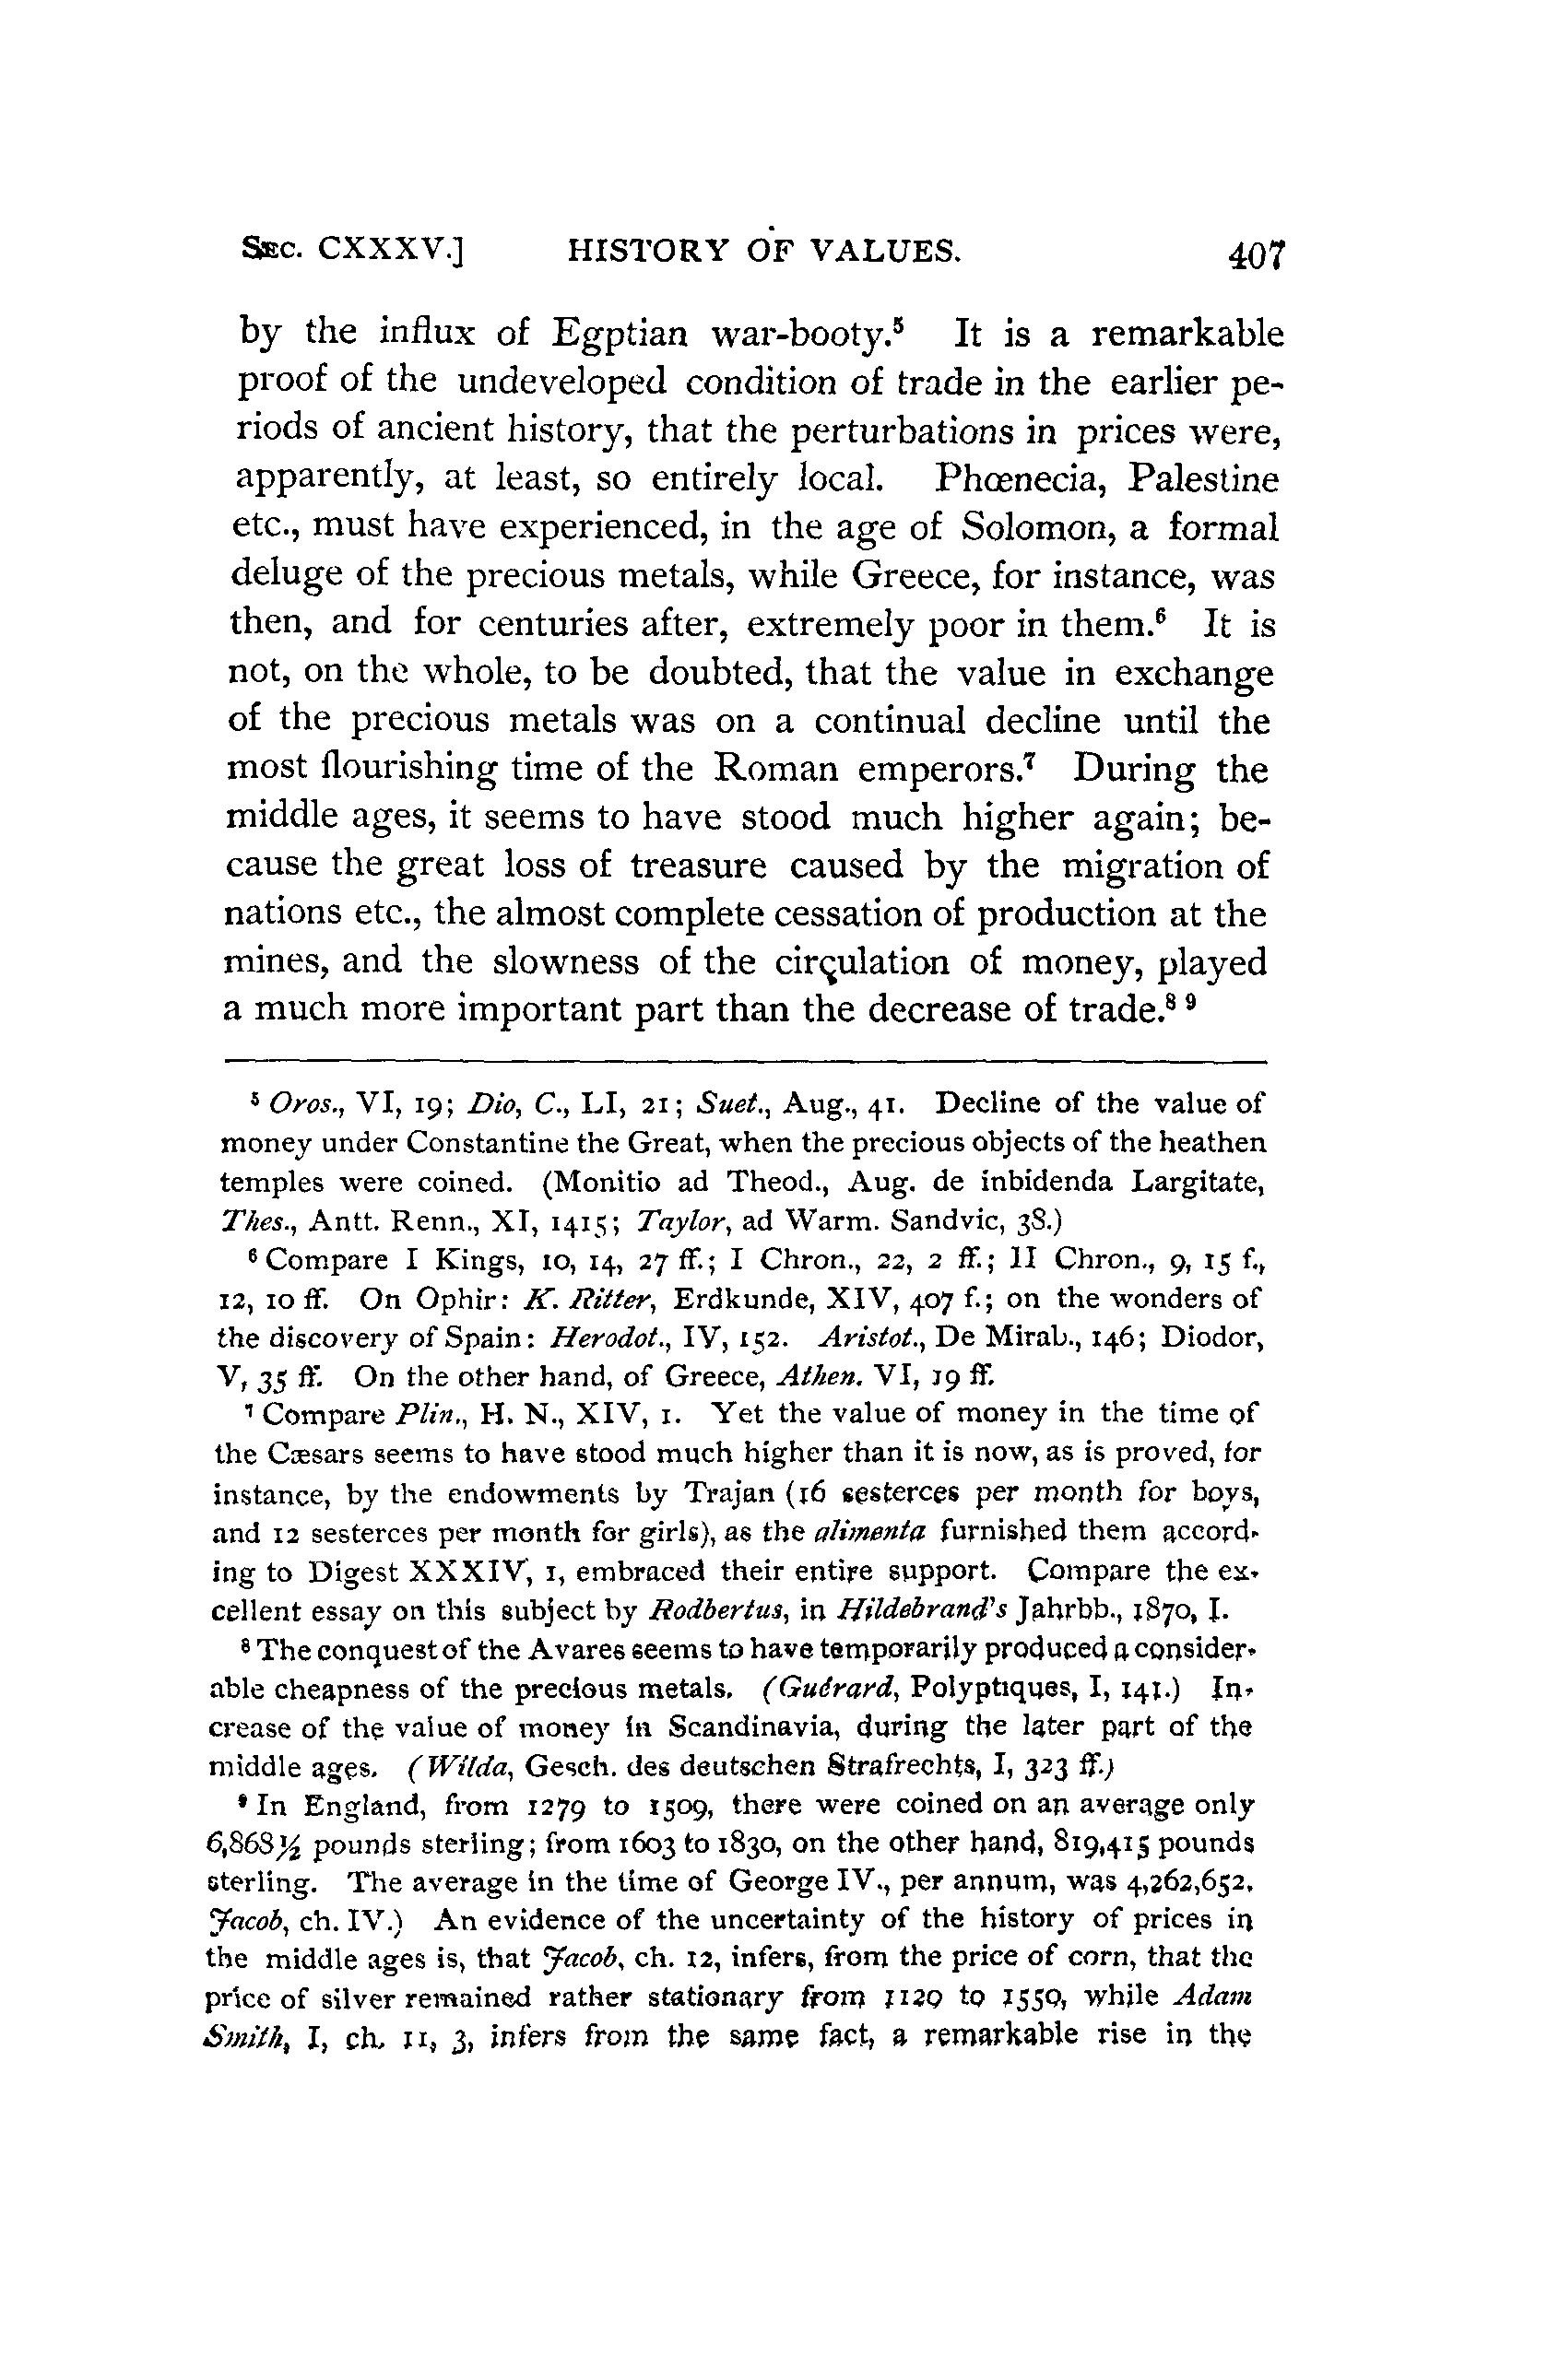 SEC. CXXXV.] HISTORY OF VALUES. 407
by the influx of Egptian war-booty.⁵ It is a remarkable
proof of the undeveloped condition of trade in the earlier pe-
riods of ancient history, that the perturbations in prices were,
apparently, at least, so entirely local. Phœnecia, Palestine
etc., must have experienced, in the age of Solomon, a formal
deluge of the precious metals, while Greece, for instance, was
then, and for centuries after, extremely poor in them.⁶ It is
not, on the whole, to be doubted, that the value in exchange
of the precious metals was on a continual decline until the
most flourishing time of the Roman emperors.⁷ During the
middle ages, it seems to have stood much higher again; be-
cause the great loss of treasure caused by the migration of
nations etc., the almost complete cessation of production at the
mines, and the slowness of the circulation of money, played
a much more important part than the decrease of trade.⁸ ⁹
⁵ Oros., VI, 19; Dio, C., LI, 21; Suet., Aug., 41. Decline of the value of
money under Constantine the Great, when the precious objects of the heathen
temples were coined. (Monitio ad Theod., Aug. de inbidenda Largitate,
Thes., Antt. Renn., XI, 1415; Taylor, ad Warm. Sandvic, 38.)
⁶ Compare I Kings, 10, 14, 27 ff.; I Chron., 22, 2 ff.; II Chron., 9, 15 f.,
12, 10 ff. On Ophir: K. Ritter, Erdkunde, XIV, 407 f.; on the wonders of
the discovery of Spain: Herodot., IV, 152. Aristot., De Mirab., 146; Diodor,
V, 35 ff. On the other hand, of Greece, Athen. VI, 19 ff.
⁷ Compare Plin., H. N., XIV, 1. Yet the value of money in the time of
the Cæsars seems to have stood much higher than it is now, as is proved, for
instance, by the endowments by Trajan (16 sesterces per month for boys,
and 12 sesterces per month for girls), as the alimenta furnished them accord-
ing to Digest XXXIV, 1, embraced their entire support. Compare the ex-
cellent essay on this subject by Rodbertus, in Hildebrand's Jahrbb., 1870, I.
⁸ The conquest of the Avares seems to have temporarily produced a consider-
able cheapness of the precious metals. (Guérard, Polyptiques, I, 141.) In-
crease of the value of money in Scandinavia, during the later part of the
middle ages. (Wilda, Gesch. des deutschen Strafrechts, I, 323 ff.)
⁹ In England, from 1279 to 1509, there were coined on an average only
6,868½ pounds sterling; from 1603 to 1830, on the other hand, 819,415 pounds
sterling. The average in the time of George IV., per annum, was 4,262,652.
Jacob, ch. IV.) An evidence of the uncertainty of the history of prices in
the middle ages is, that Jacob, ch. 12, infers, from the price of corn, that the
price of silver remained rather stationary from 1120 to 1550, while Adam
Smith, I, ch. 11, 3, infers from the same fact, a remarkable rise in the